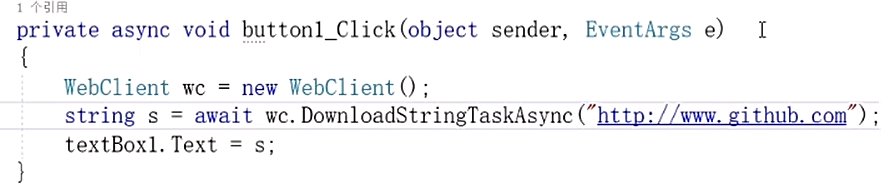 1 个引用
private async void button1_Click(object sender, EventArgs e)
{
WebClient wc = new WebClient();
string s = await wc.DownloadStringTaskAsync("http://www.github.com");
textBox1.Text = s;
}